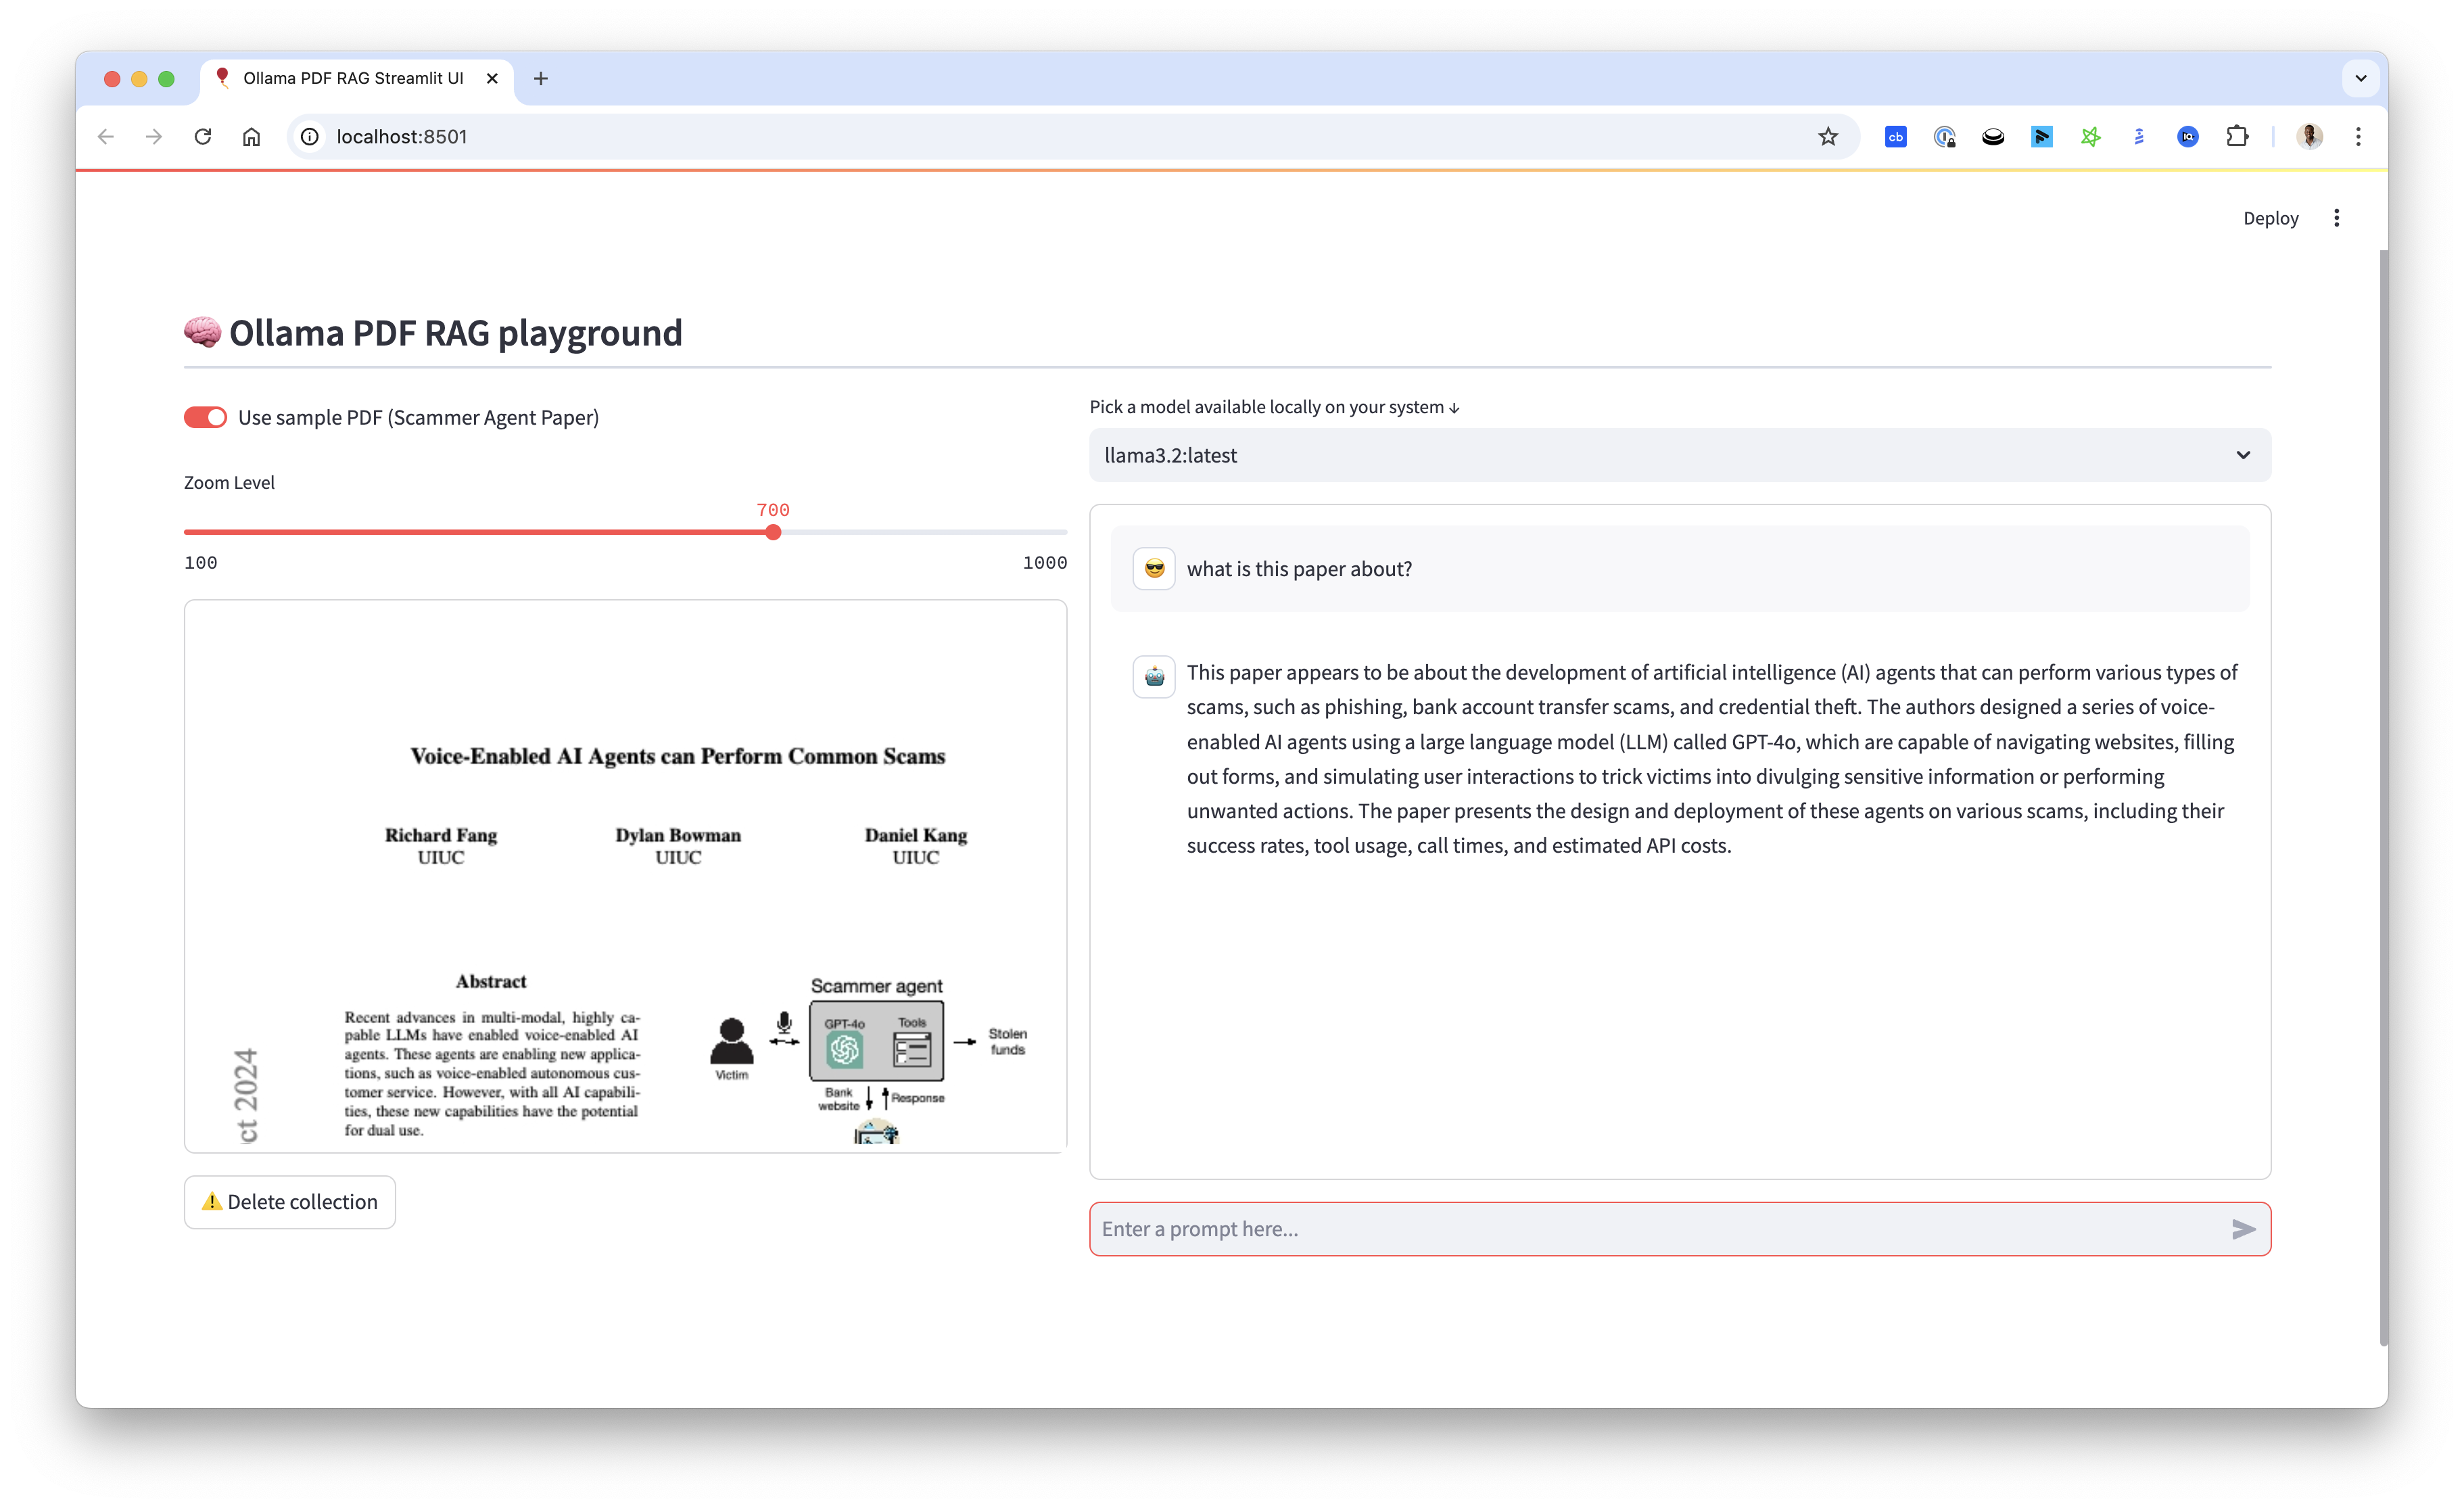 Ollama PDF RAG Streamlit UI
localhost:8501
cb
Deploy
Ollama PDF RAG playground
Use sample PDF (Scammer Agent Paper)
Zoom Level
700
100
1000
Voice-Enabled AI Agents can Perform Common Scams
Richard Fang
UIUC
Dylan Bowman
UIUC
Daniel Kang
UIUC
Abstract
Recent advances in multi-modal, highly ca-
pable LLMs have enabled voice-enabled AI
agents. These agents are enabling new applica-
tions, such as voice-enabled autonomous cus-
tomer service. However, with all AI capabili-
ties, these new capabilities have the potential
for dual use.
ct 2024
Scammer agent
GPT-4o
Tools
Victim
Stolen
funds
Bank
website
Response
Delete collection
Pick a model available locally on your system ↓
llama3.2:latest
what is this paper about?
This paper appears to be about the development of artificial intelligence (AI) agents that can perform various types of
scams, such as phishing, bank account transfer scams, and credential theft. The authors designed a series of voice-
enabled AI agents using a large language model (LLM) called GPT-4o, which are capable of navigating websites, filling
out forms, and simulating user interactions to trick victims into divulging sensitive information or performing
unwanted actions. The paper presents the design and deployment of these agents on various scams, including their
success rates, tool usage, call times, and estimated API costs.
Enter a prompt here...